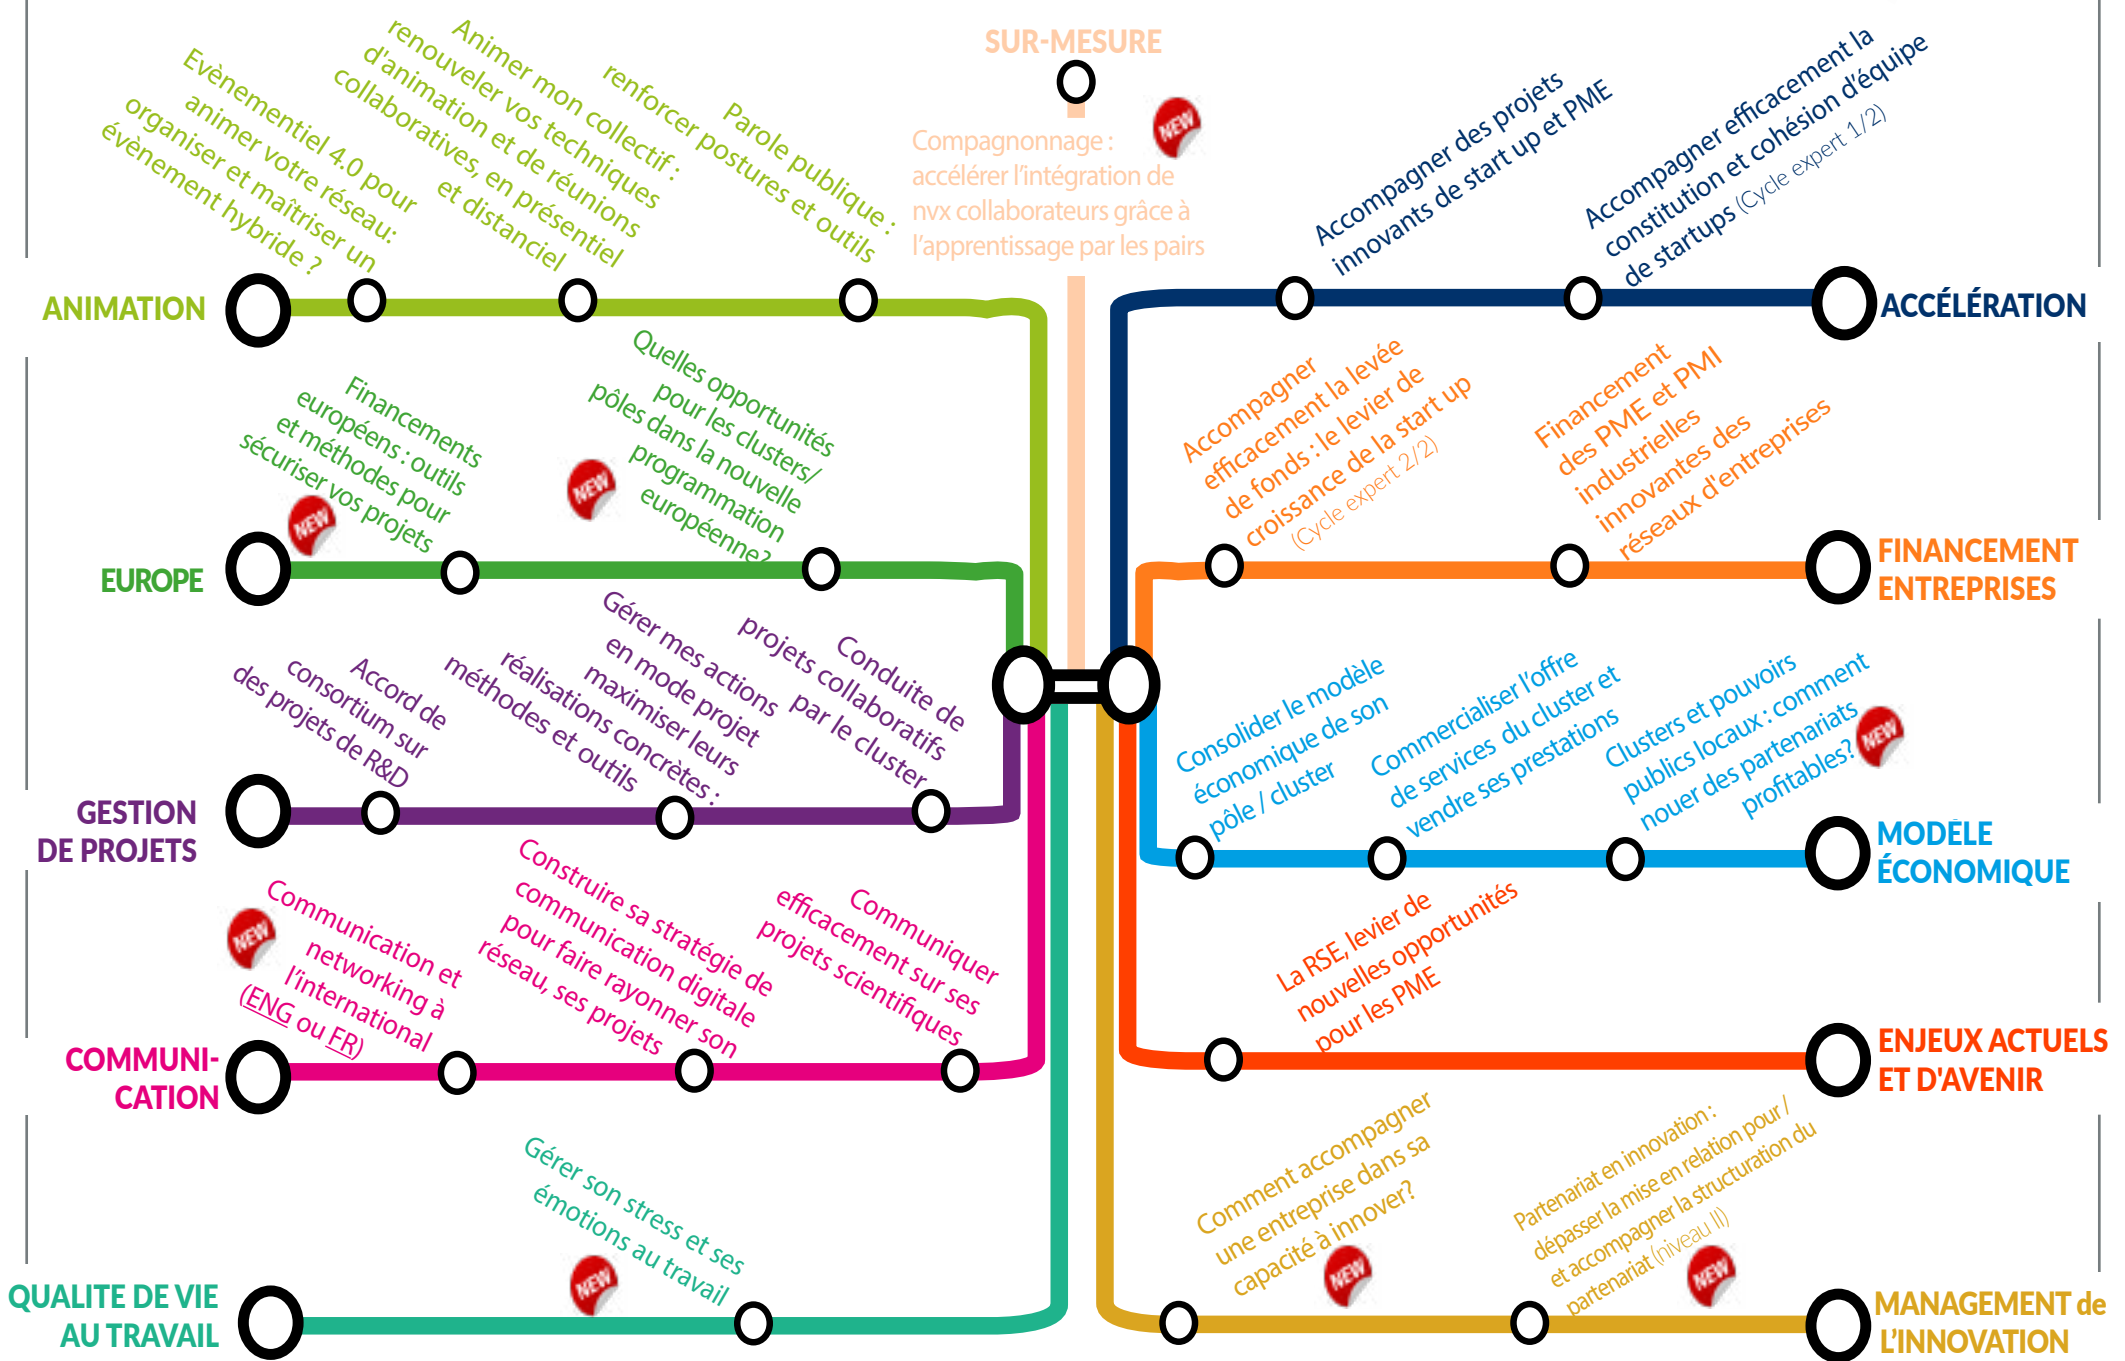 SUR-MESURE
NEW
Compagnonnage :
accélérer l'intégration de
nvx collaborateurs grâce à
l'apprentissage par les pairs
ANIMATION
Evènementiel 4.0 pour
animer votre réseau:
organiser et maîtriser un
évènement hybride ?
Animer mon collectif :
renouveler vos techniques
d'animation et de réunions
collaboratives, en présentiel
et distanciel
Parole publique :
renforcer postures et outils
ACCÉLÉRATION
Accompagner des projets
innovants de start up et PME
Accompagner efficacement la
constitution et cohésion d'équipe
de startups (Cycle expert 1/2)
EUROPE
Financements
européens : outils
et méthodes pour
sécuriser vos projets
NEW
Quelles opportunités
pour les clusters/
pôles dans la nouvelle
programmation
européenne?
NEW
FINANCEMENT
ENTREPRISES
Accompagner
efficacement la levée
de fonds : le levier de
croissance de la start up
(Cycle expert 2/2)
Financement
des PME et PMI
industrielles
innovantes des
réseaux d'entreprises
GESTION
DE PROJETS
Accord de
consortium sur
des projets de R&D
Gérer mes actions
en mode projet
maximiser leurs
réalisations concrètes :
méthodes et outils
Conduite de
projets collaboratifs
par le cluster
MODÈLE
ÉCONOMIQUE
Consolider le modèle
économique de son
pôle / cluster
Commercialiser l'offre
de services du cluster et
vendre ses prestations
Clusters et pouvoirs
publics locaux : comment
nouer des partenariats
profitables?
NEW
COMMUNI-
CATION
NEW
Communication et
networking à
l'international
(ENG ou FR)
Construire sa stratégie de
communication digitale
pour faire rayonner son
réseau, ses projets
Communiquer
efficacement sur ses
projets scientifiques
ENJEUX ACTUELS
ET D'AVENIR
La RSE, levier de
nouvelles opportunités
pour les PME
QUALITE DE VIE
AU TRAVAIL
Gérer son stress et ses
émotions au travail
NEW
MANAGEMENT de
L'INNOVATION
Comment accompagner
une entreprise dans sa
capacité à innover?
NEW
Partenariat en innovation :
dépasser la mise en relation pour /
et accompagner la structuration du
partenariat (niveau II)
NEW